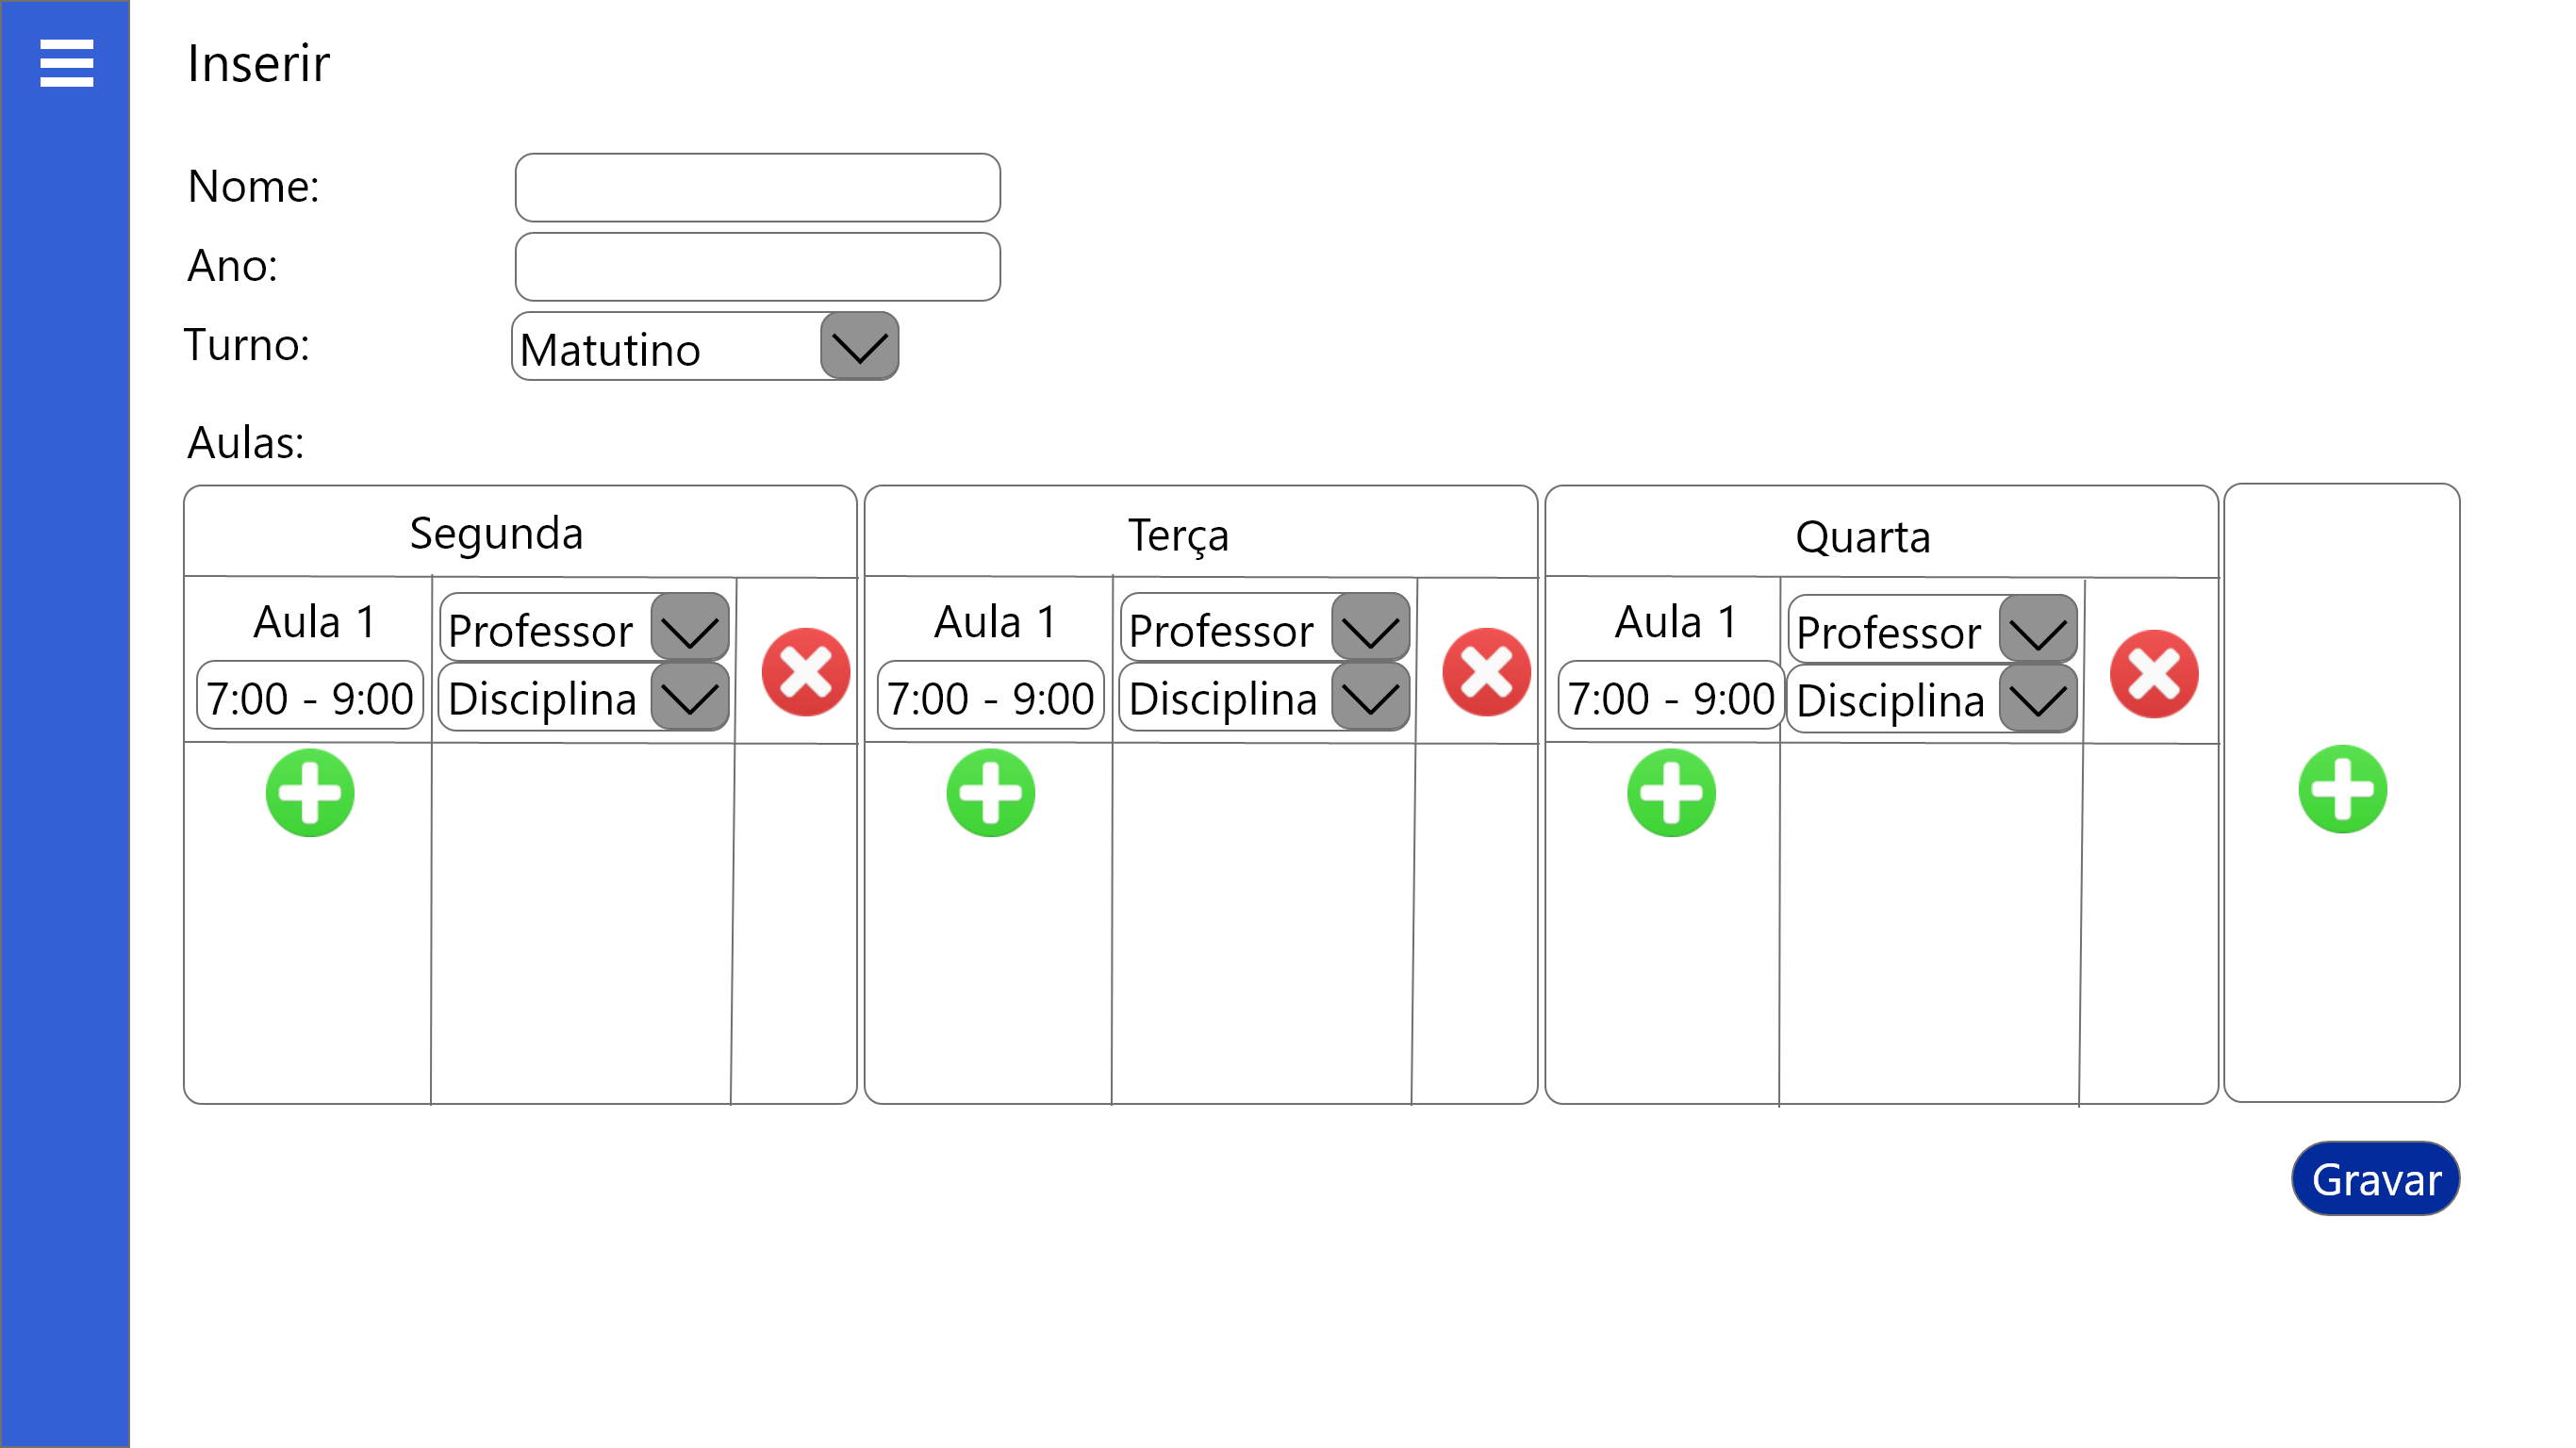 Inserir
Nome:
Ano:
Turno: Matutino
Aulas:
Segunda
Aula 1
7:00 - 9:00
Professor
Disciplina
Terça
Aula 1
7:00 - 9:00
Professor
Disciplina
Quarta
Aula 1
7:00 - 9:00
Professor
Disciplina
Gravar